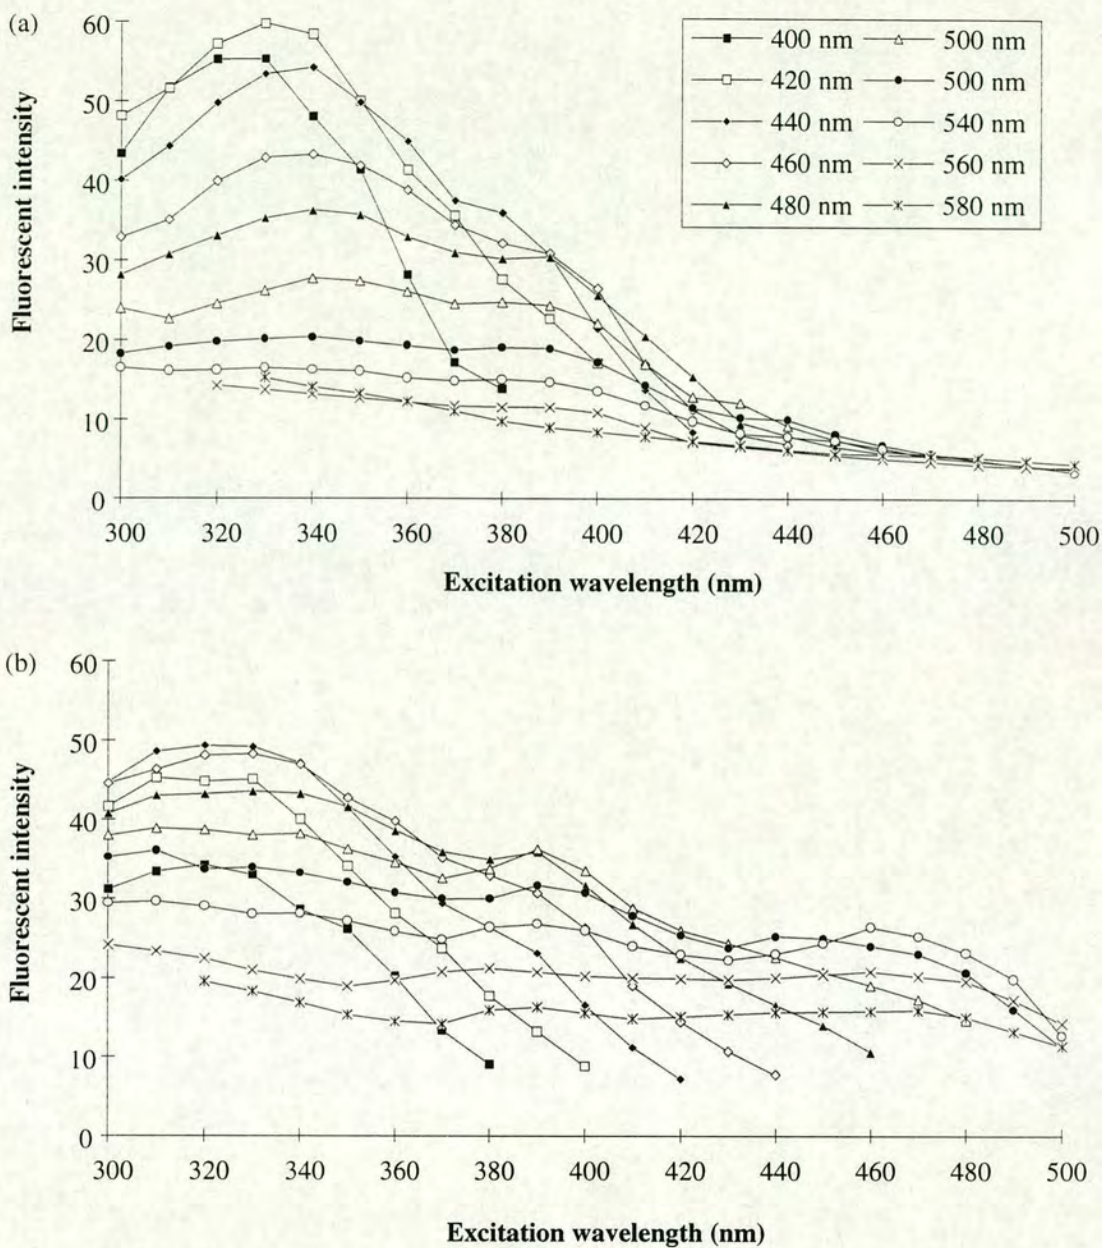 (a)
60
50
40
30
20
10
0
Fluorescent intensity
400 nm 500 nm
420 nm 500 nm
440 nm 540 nm
460 nm 560 nm
480 nm 580 nm
300 320 340 360 380 400 420 440 460 480 500
Excitation wavelength (nm)
(b)
60
50
40
30
20
10
0
Fluorescent intensity
300 320 340 360 380 400 420 440 460 480 500
Excitation wavelength (nm)